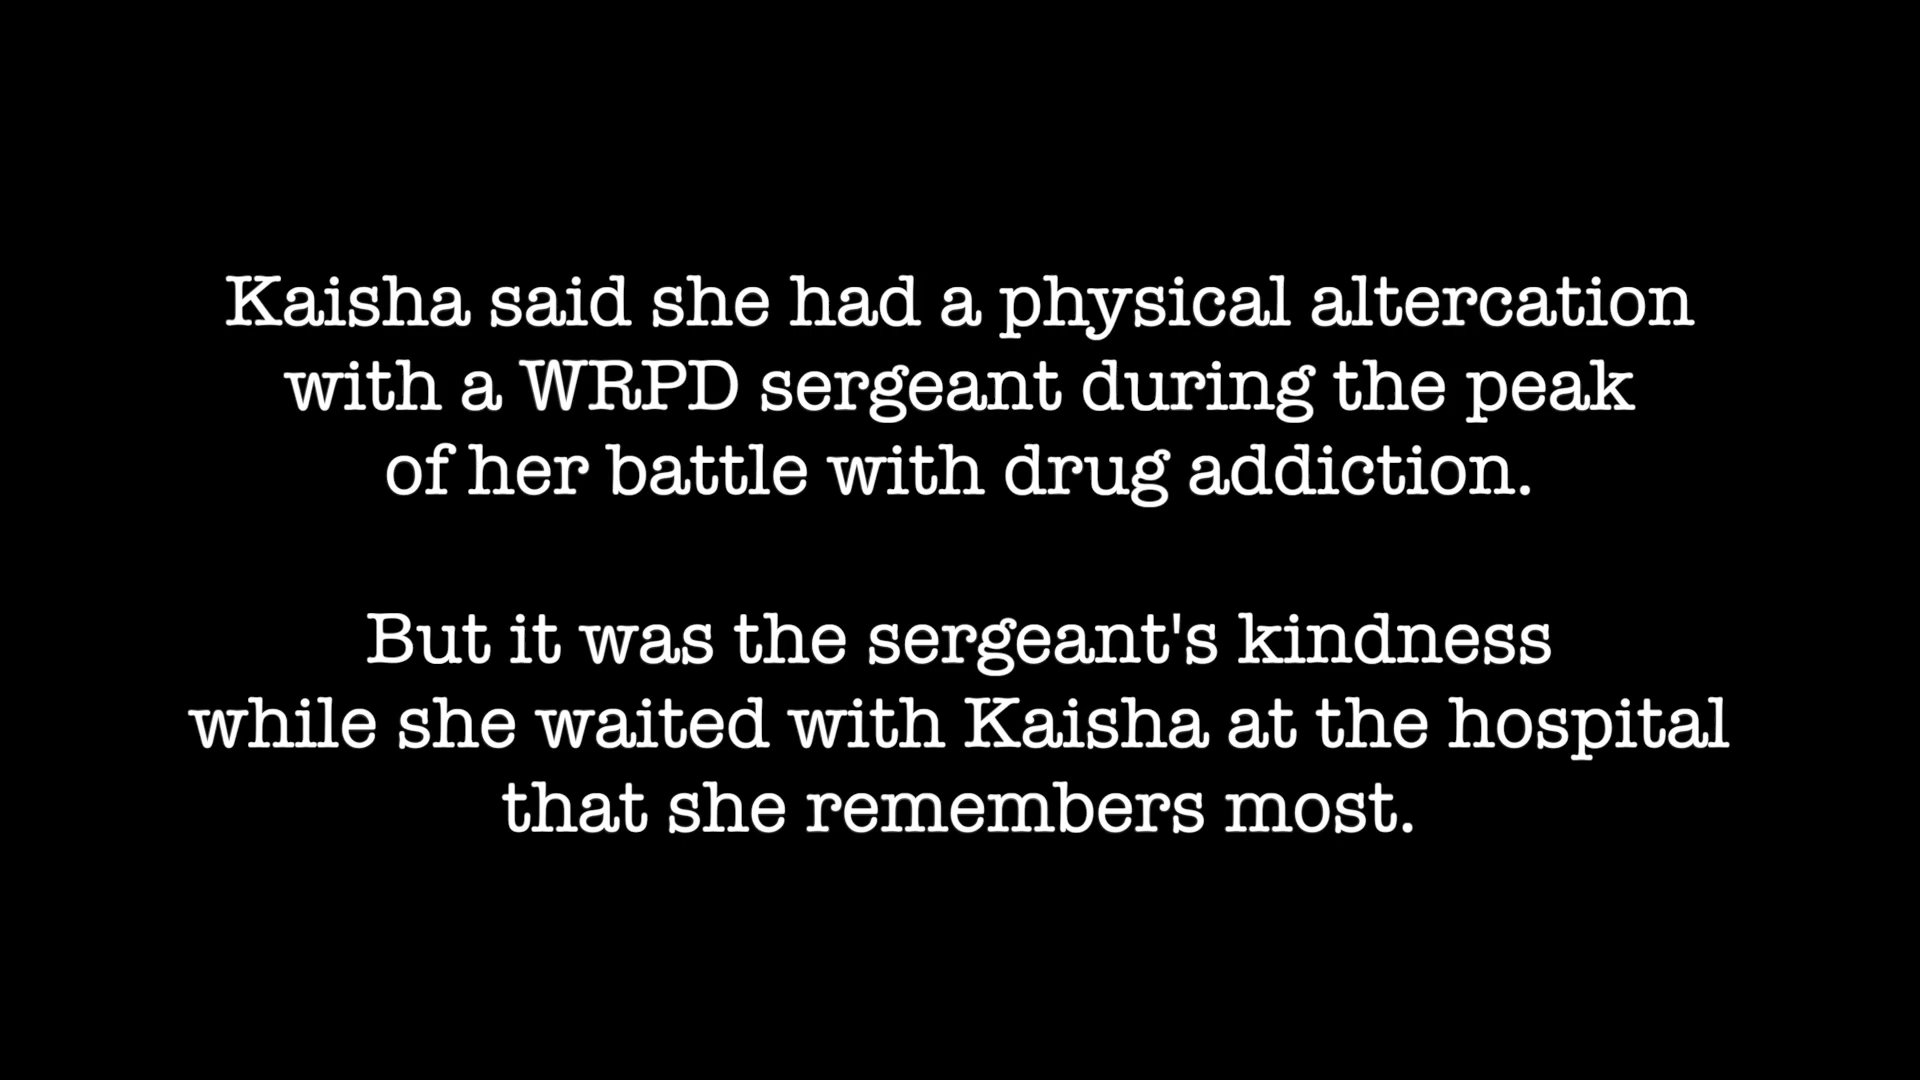 Kaisha said she had a physical altercation
with a WRPD sergeant during the peak
of her battle with drug addiction.
But it was the sergeant's kindness
while she waited with Kaisha at the hospital
that she remembers most.